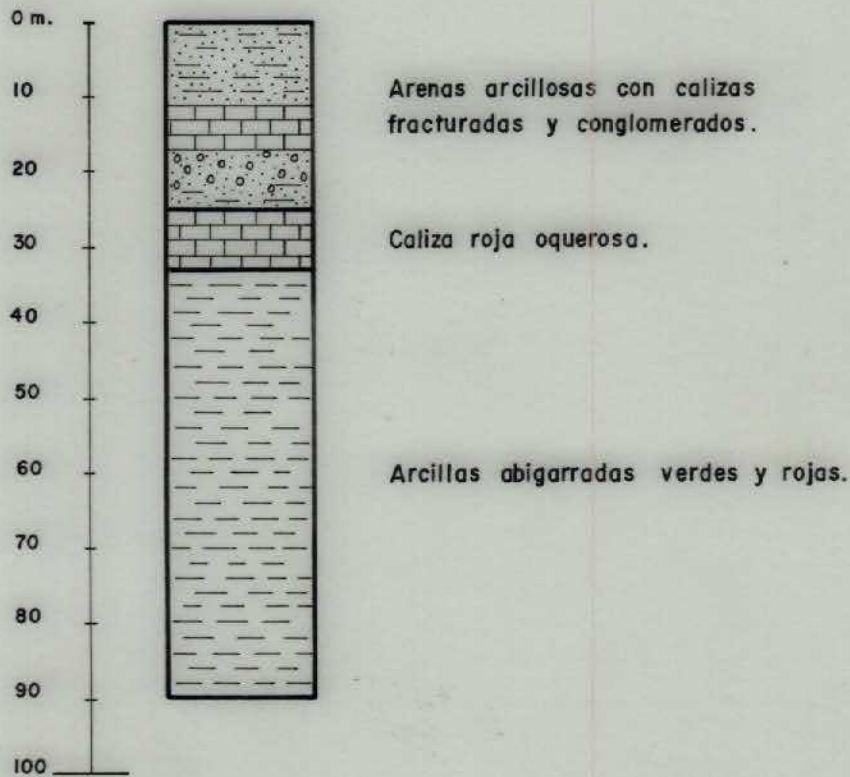 0 m.
10
Arenas arcillosas con calizas
fracturadas y conglomerados.
20
30
Caliza roja oquerosa.
40
50
60
Arcillas abigarradas verdes y rojas.
70
80
90
100